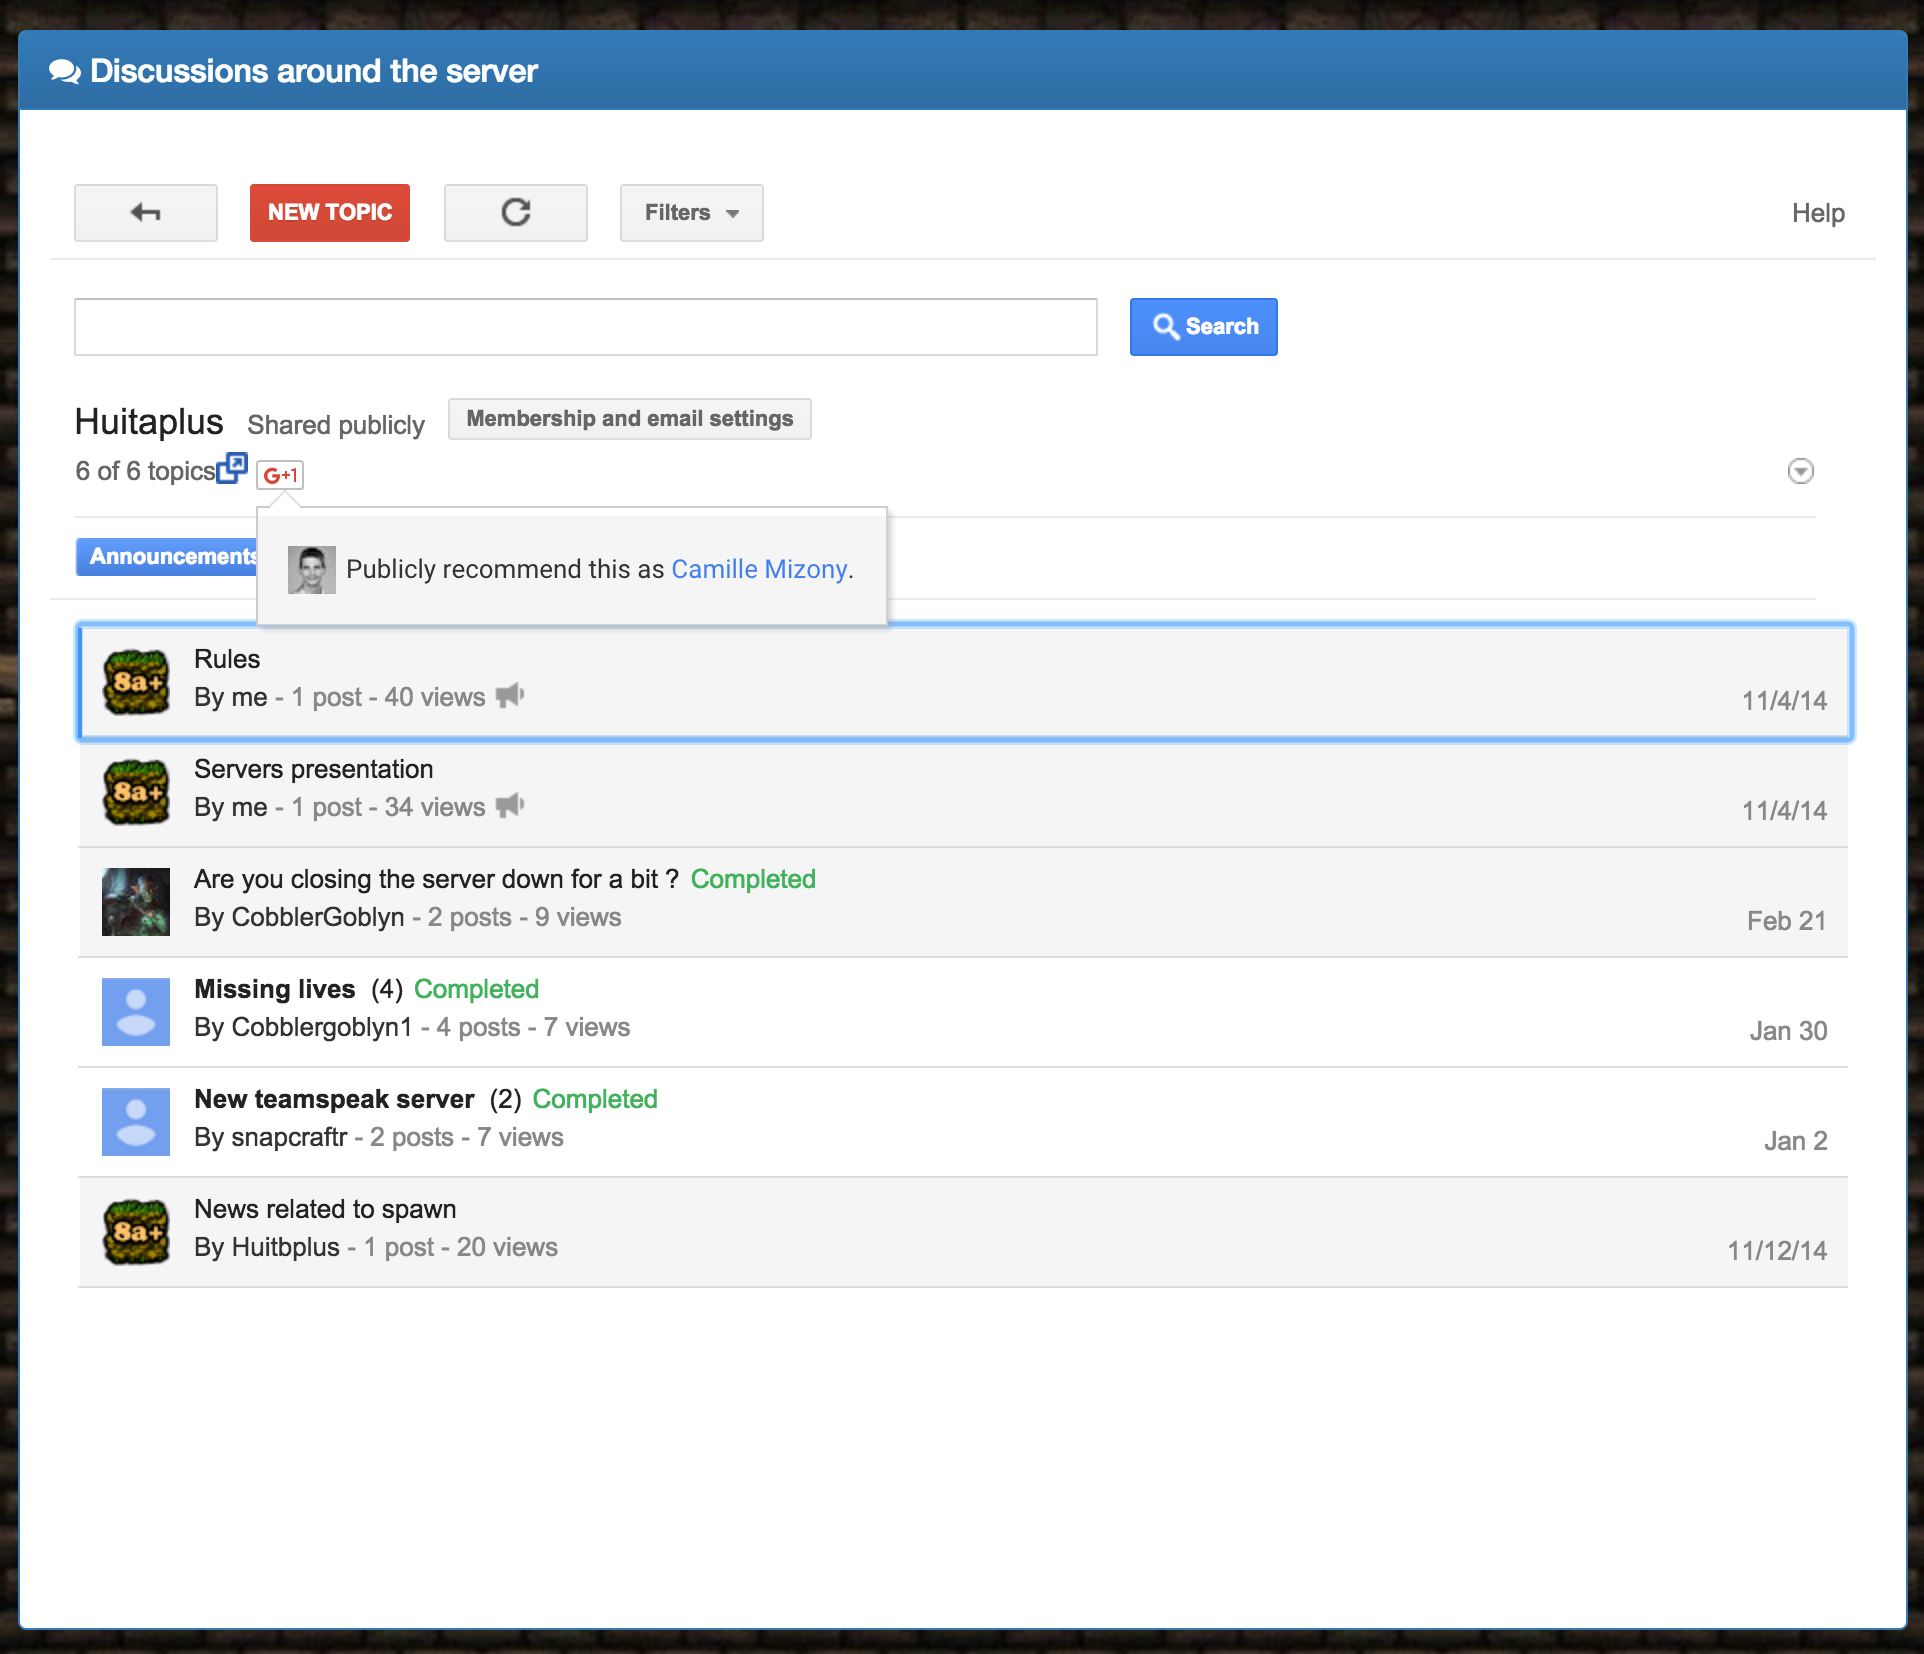 Discussions around the server
NEW TOPIC
Filters
Help
Search
Huitaplus Shared publicly Membership and email settings
6 of 6 topics G+1
Announcements
Publicly recommend this as Camille Mizony.
8a+
Rules
By me - 1 post - 40 views
11/4/14
8a+
Servers presentation
By me - 1 post - 34 views
11/4/14
Are you closing the server down for a bit ? Completed
By CobblerGoblyn - 2 posts - 9 views
Feb 21
Missing lives (4) Completed
By Cobblergoblyn1 - 4 posts - 7 views
Jan 30
New teamspeak server (2) Completed
By snapcraftr - 2 posts - 7 views
Jan 2
8a+
News related to spawn
By Huitbplus - 1 post - 20 views
11/12/14